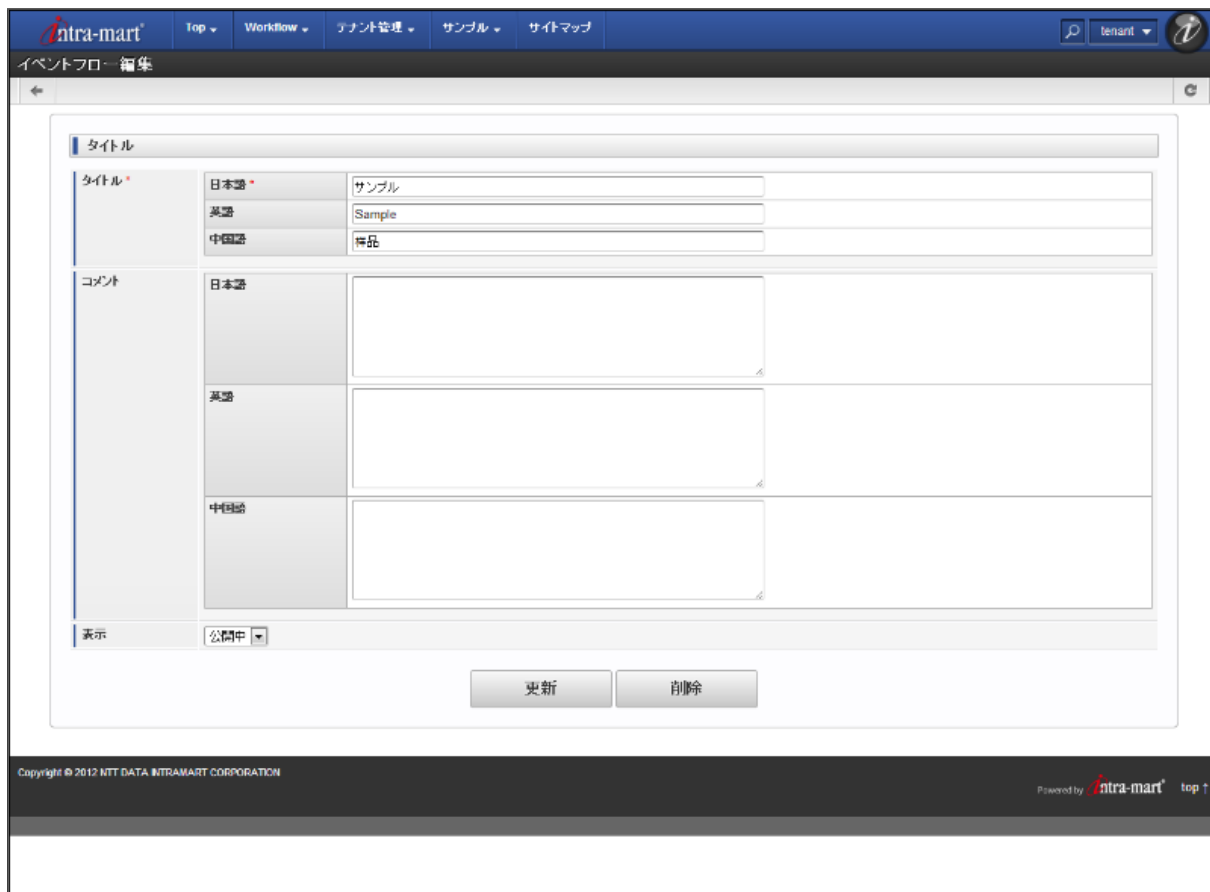 intra-mart® Top Workflow テナント管理 サンプル サイトマップ tenant
イベントフロー編集
タイトル
タイトル*
日本語* サンプル
英語 Sample
中国語 样品
コメント
日本語
英語
中国語
表示 公開中
更新 削除
Copyright © 2012 NTT DATA INTRAMART CORPORATION
Powered by intra-mart® top ↑